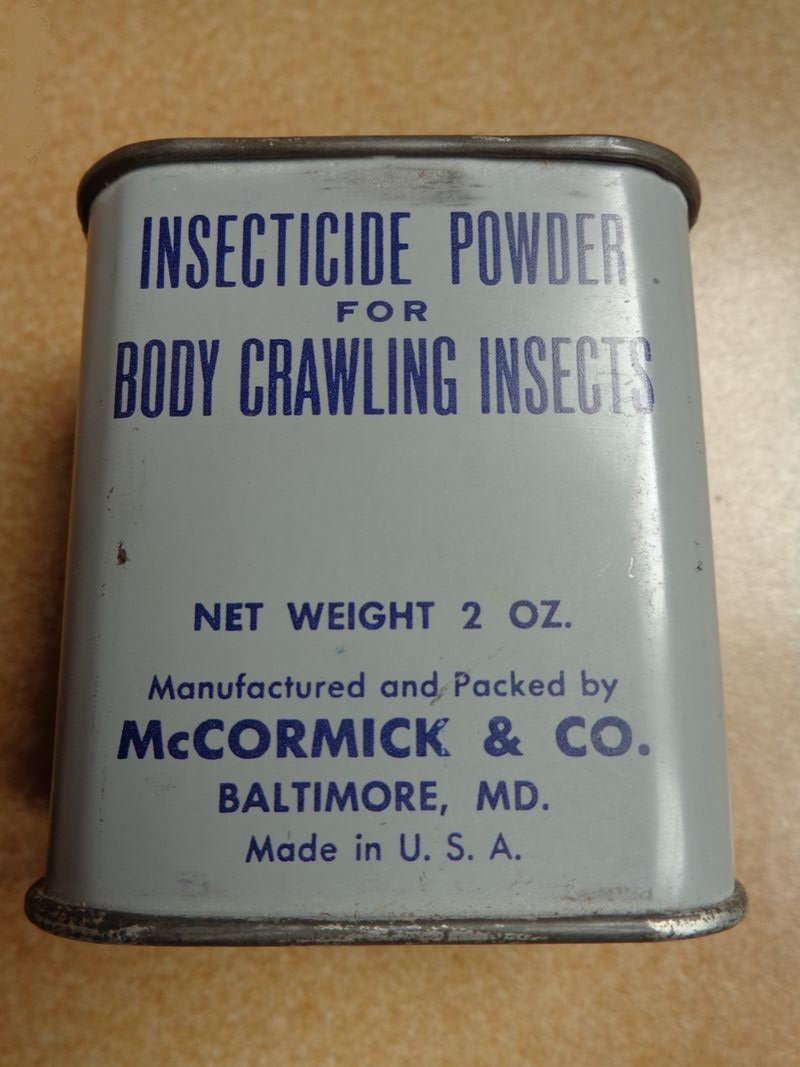 INSECTICIDE POWDER
FOR
BODY CRAWLING INSECTS
NET WEIGHT 2 OZ.
Manufactured and Packed by
McCORMICK & CO.
BALTIMORE, MD.
Made in U. S. A.